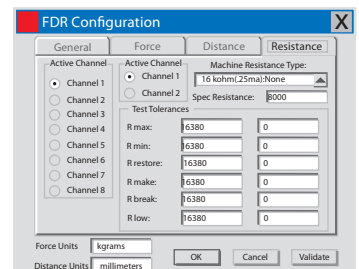 FDR Configuration X
General Force Distance Resistance
Active Channel
Channel 1
Channel 2
Channel 3
Channel 4
Channel 5
Channel 6
Channel 7
Channel 8
Active Channel
Channel 1
Channel 2
Machine Resistance Type:
16 kohm(.25ma):None
Spec Resistance: 8000
Test Tolerances
R max: 16380 0
R min: 16380 0
R restore: 16380 0
R make: 16380 0
R break: 16380 0
R low: 16380 0
Force Units kgrams
Distance Units millimeters
OK Cancel Validate